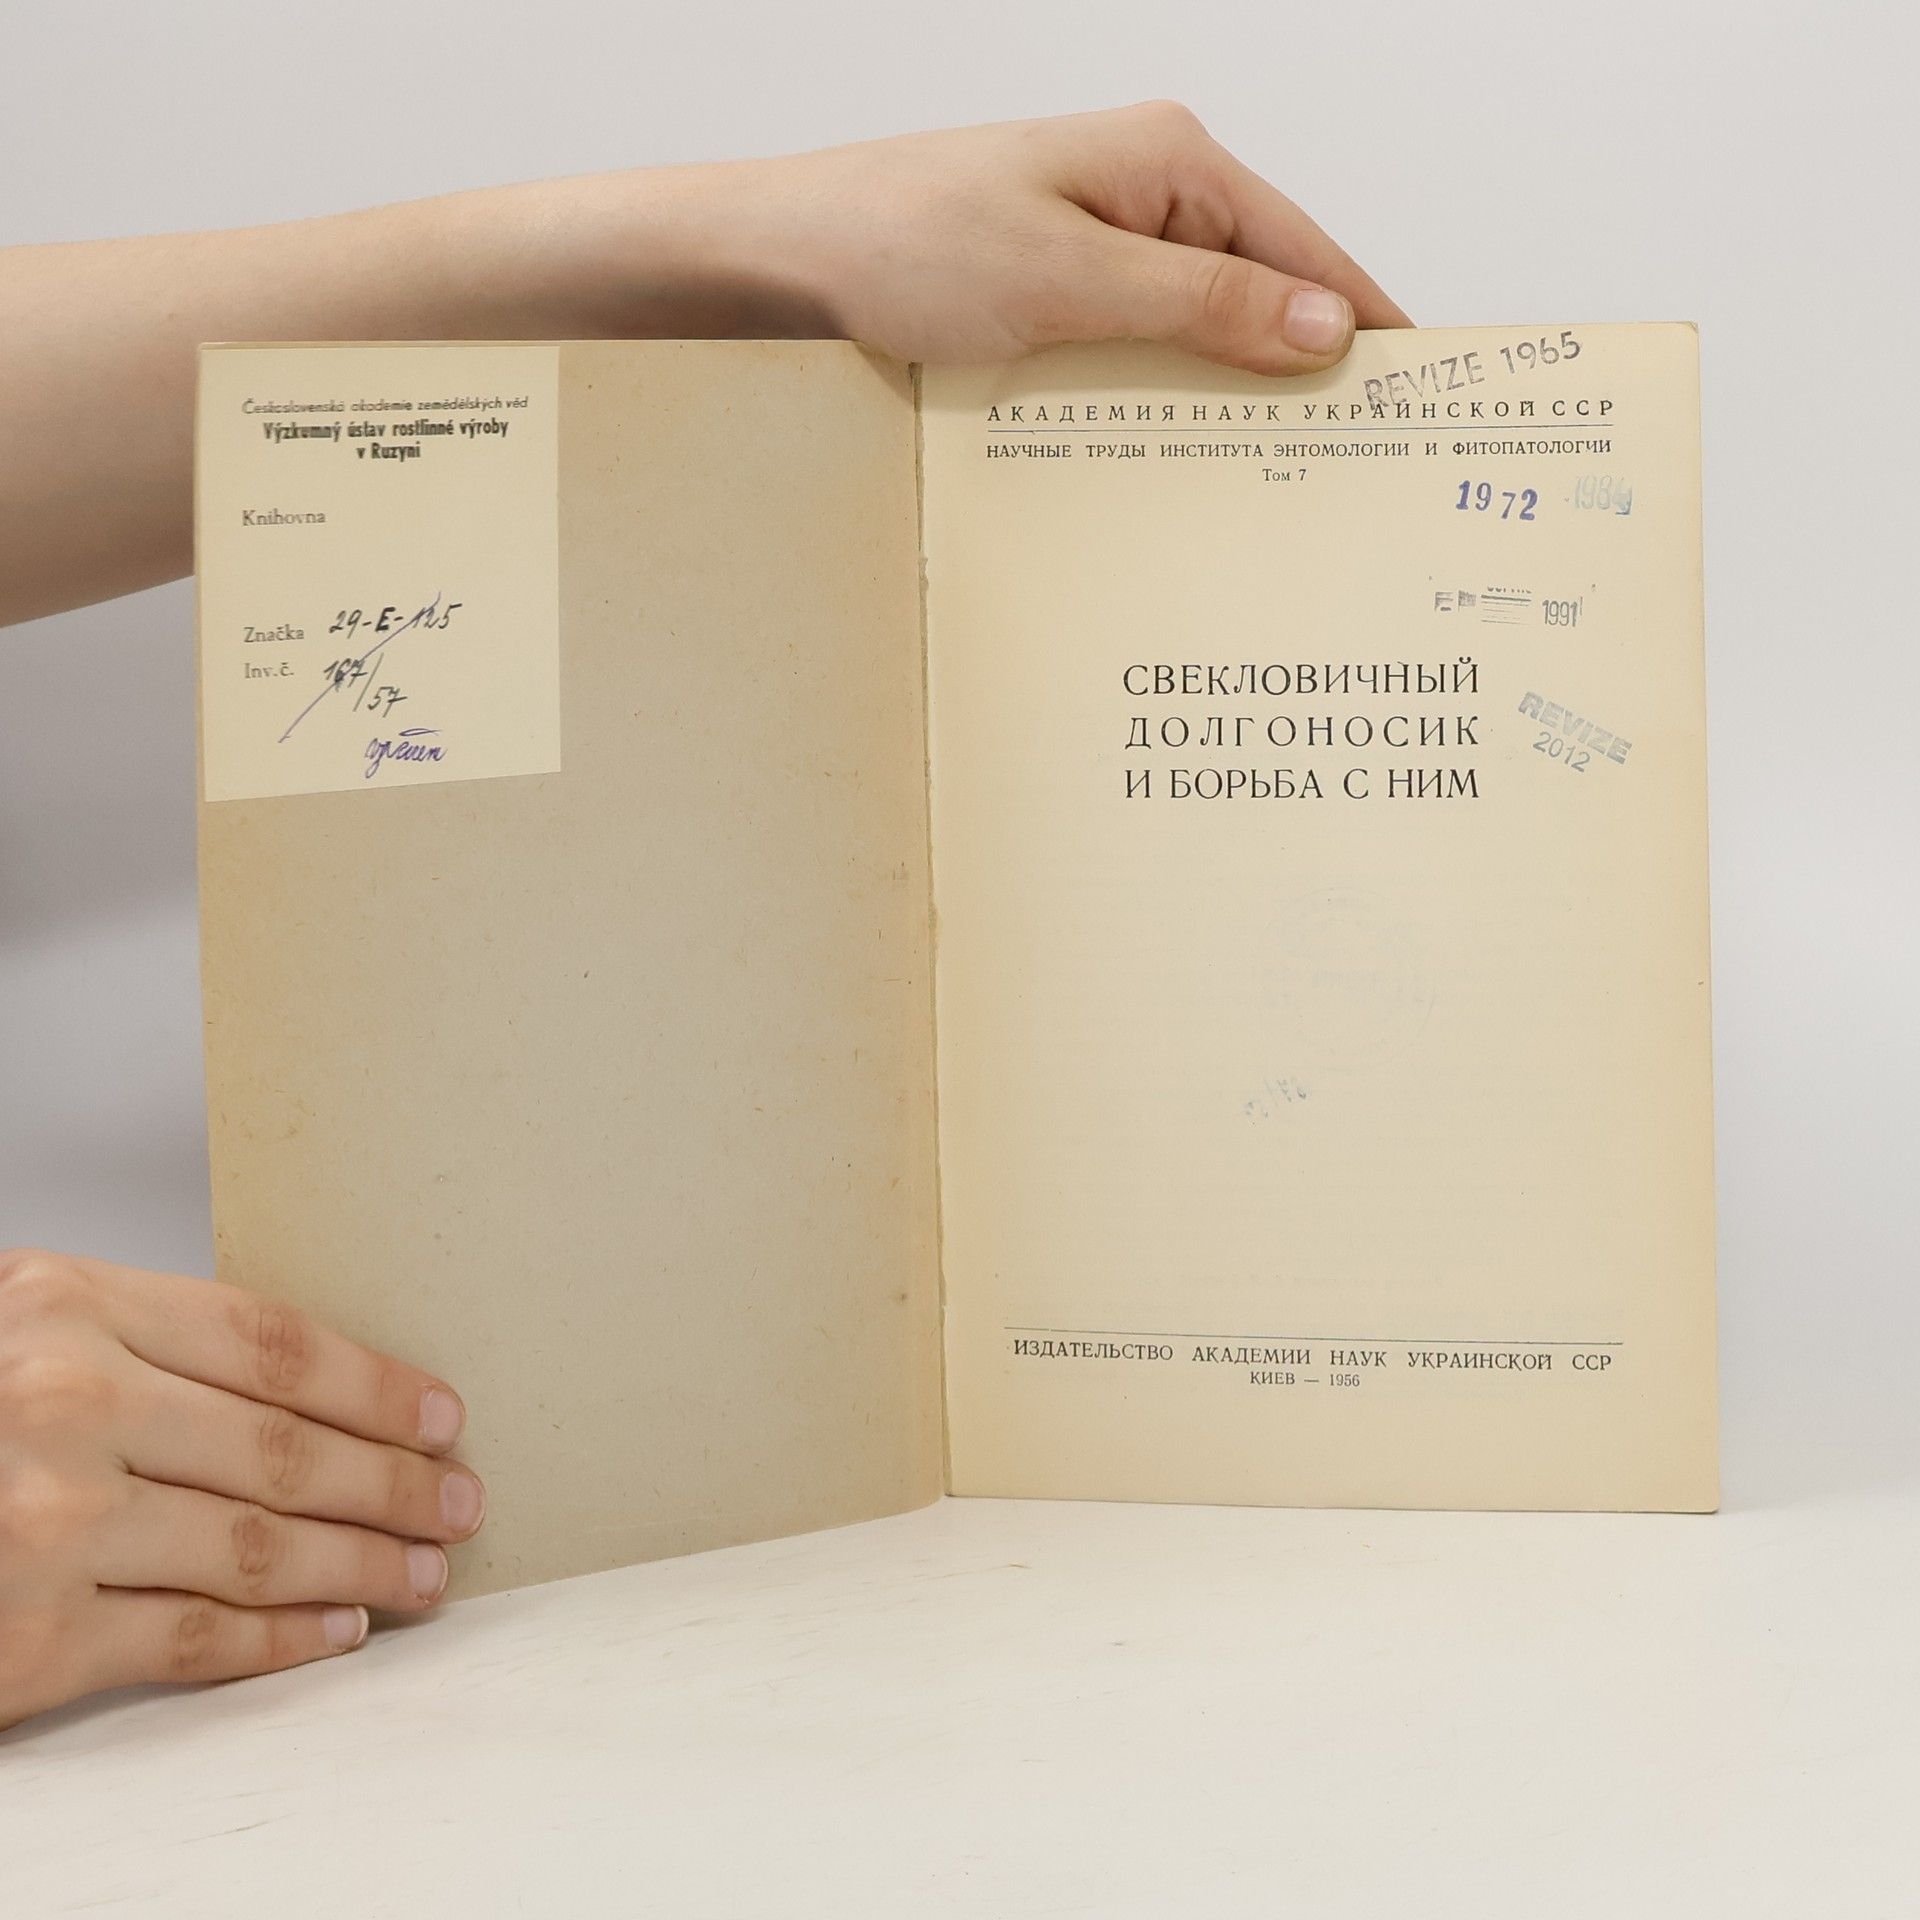 Československá akademie zemědělských věd
Výzkumný ústav rostlinné výroby
v Ruzyni
Knihovna
Značka 29-E-125
Inv.č. 167/57
REVIZE 1965
АКАДЕМИЯ НАУК УКРАИНСКОЙ ССР
НАУЧНЫЕ ТРУДЫ ИНСТИТУТА ЭНТОМОЛОГИИ И ФИТОПАТОЛОГИИ
Том 7
1972 1984
1991
СВЕКЛОВИЧНЫЙ
ДОЛГОНОСИК
И БОРЬБА С НИМ
REVIZE
2012
ИЗДАТЕЛЬСТВО АКАДЕМИИ НАУК УКРАИНСКОЙ ССР
КИЕВ — 1956